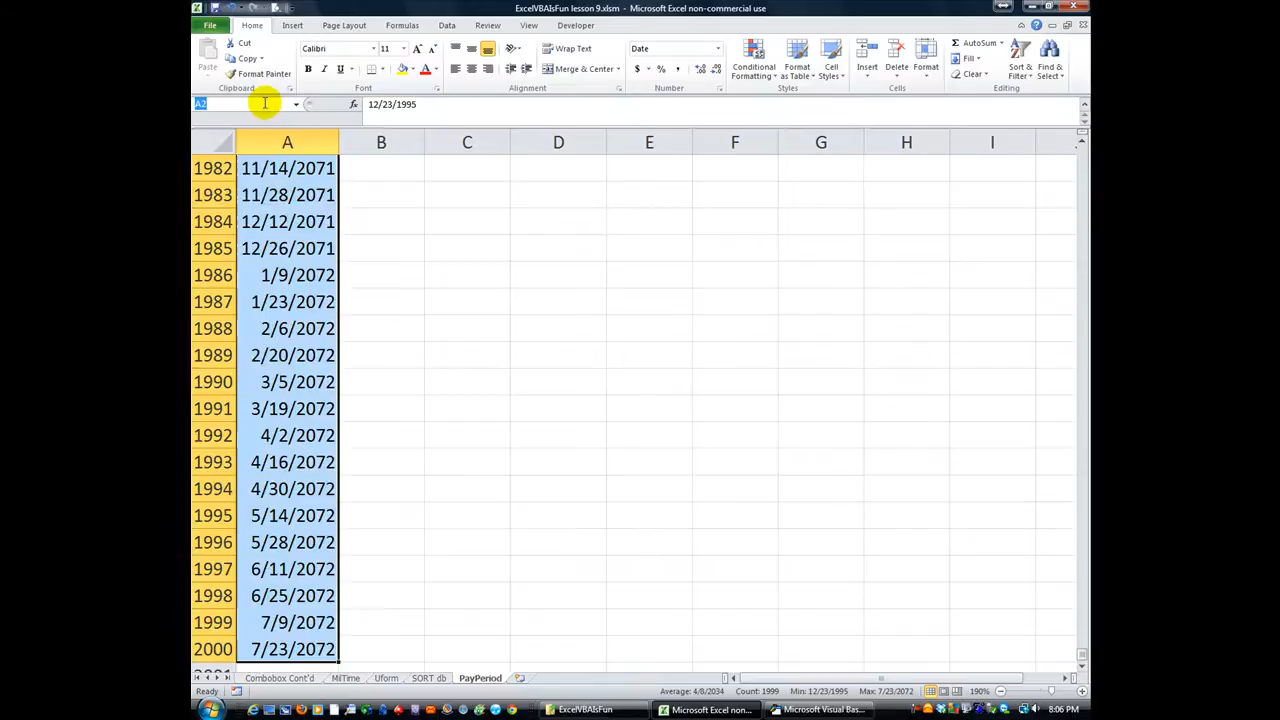 ExcelVBAIsFun lesson 9.xlsm - Microsoft Excel non-commercial use
File Home Insert Page Layout Formulas Data Review View Developer
Paste Cut Copy Format Painter
Calibri 11 Wrap Text Date
B I U A Merge & Center $ % ,
Conditional Formatting Format as Table Cell Styles Insert Delete Format
AutoSum Fill Clear Sort & Filter Find & Select
Clipboard Font Alignment Number Styles Cells Editing
A2 fx 12/23/1995
A B C D E F G H I
1982 11/14/2071
1983 11/28/2071
1984 12/12/2071
1985 12/26/2071
1986 1/9/2072
1987 1/23/2072
1988 2/6/2072
1989 2/20/2072
1990 3/5/2072
1991 3/19/2072
1992 4/2/2072
1993 4/16/2072
1994 4/30/2072
1995 5/14/2072
1996 5/28/2072
1997 6/11/2072
1998 6/25/2072
1999 7/9/2072
2000 7/23/2072
Combobox Cont'd MilTime Uform SORT db PayPeriod
Ready Average: 4/8/2034 Count: 1999 Min: 12/23/1995 Max: 7/23/2072 190%
ExcelVBAIsFun Microsoft Excel non... Microsoft Visual Bas... 8:06 PM